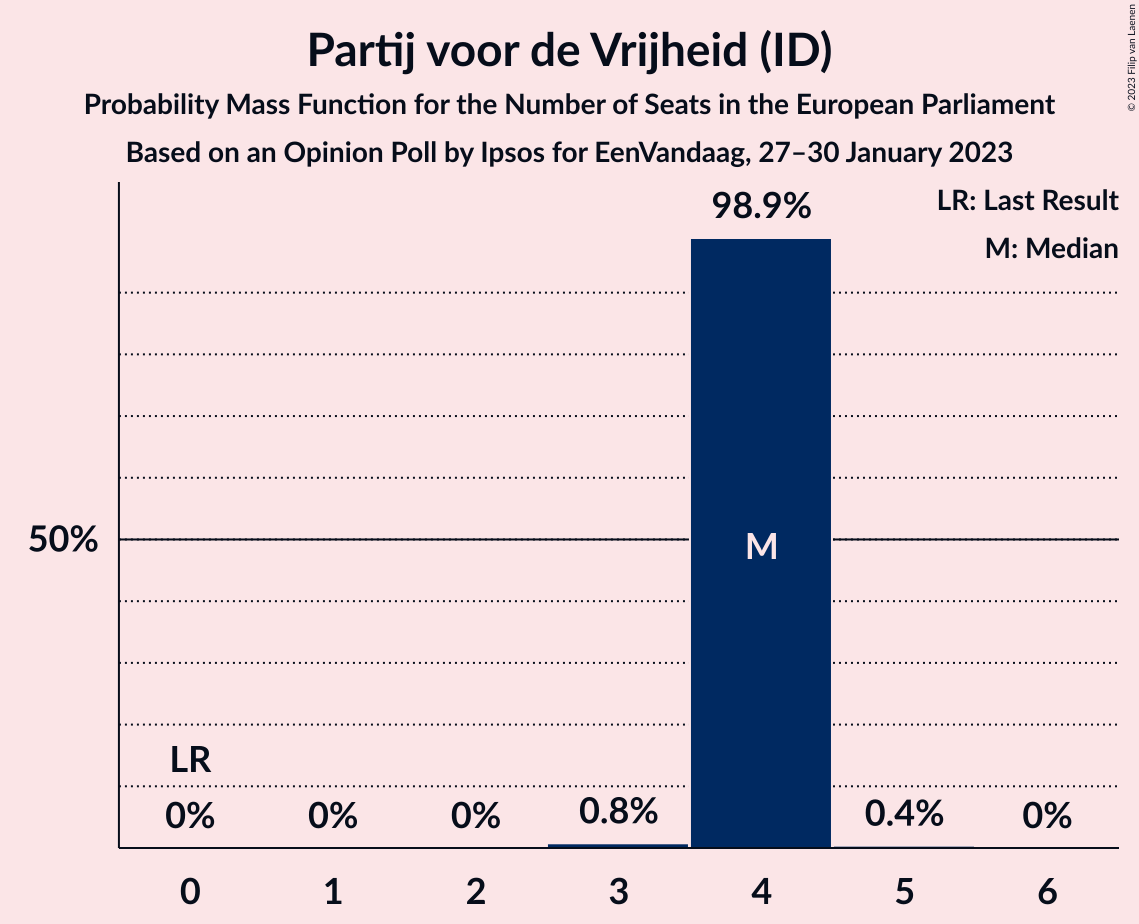 Partij voor de Vrijheid (ID)
Probability Mass Function for the Number of Seats in the European Parliament
Based on an Opinion Poll by Ipsos for EenVandaag, 27–30 January 2023
© 2023 Filip van Laenen
LR: Last Result
M: Median
98.9%
50%
M
LR
0% 0% 0% 0.8% 0.4% 0%
0 1 2 3 4 5 6